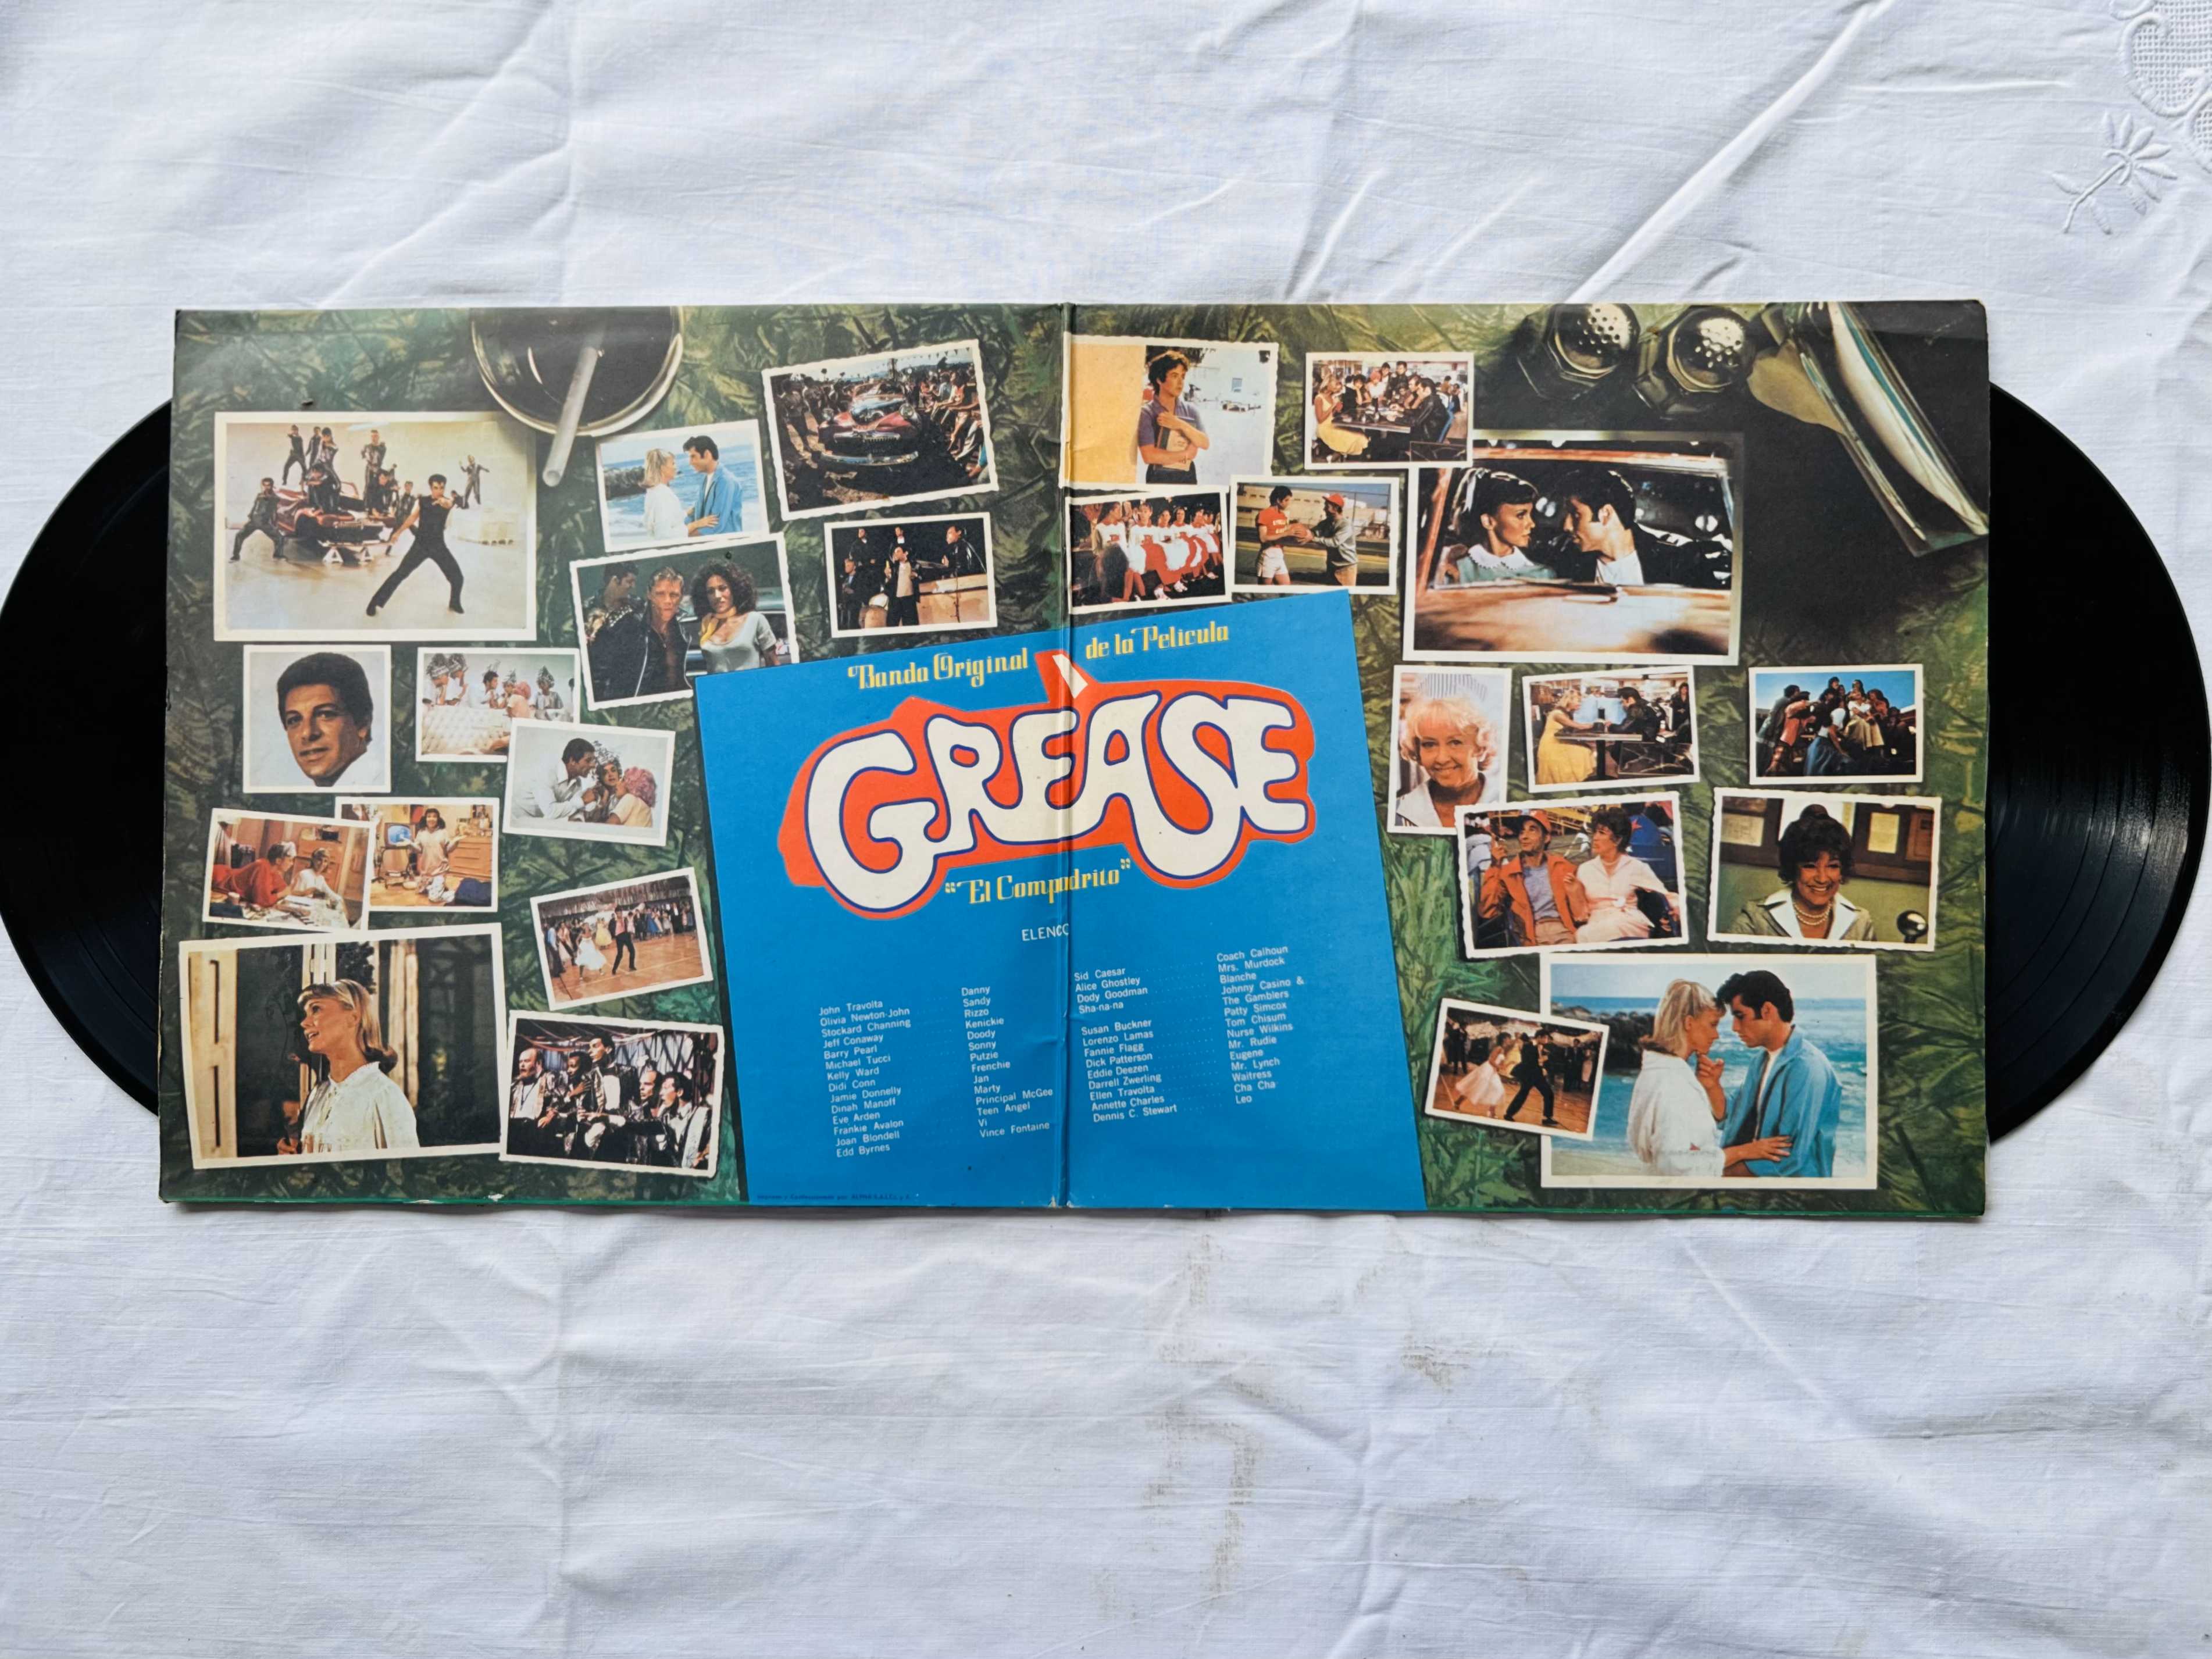 Banda Original de la Pelicula
GREASE
"El Compadrito"
ELENCO
John Travolta Danny
Olivia Newton-John Sandy
Stockard Channing Rizzo
Jeff Conaway Kenickie
Barry Pearl Doody
Michael Tucci Sonny
Kelly Ward Putzie
Didi Conn Frenchie
Jamie Donnelly Jan
Dinah Manoff Marty
Eve Arden Principal McGee
Frankie Avalon Teen Angel
Joan Blondell Vi
Edd Byrnes Vince Fontaine
Sid Caesar Coach Calhoun
Alice Ghostley Mrs. Murdock
Dody Goodman Blanche
Sha-na-na Johnny Casino &
The Gamblers
Susan Buckner Patty Simcox
Lorenzo Lamas Tom Chisum
Fannie Flagg Nurse Wilkins
Dick Patterson Mr. Rudie
Eddie Deezen Eugene
Darrell Zwerling Mr. Lynch
Ellen Travolta Waitress
Annette Charles Cha Cha
Dennis C. Stewart Leo